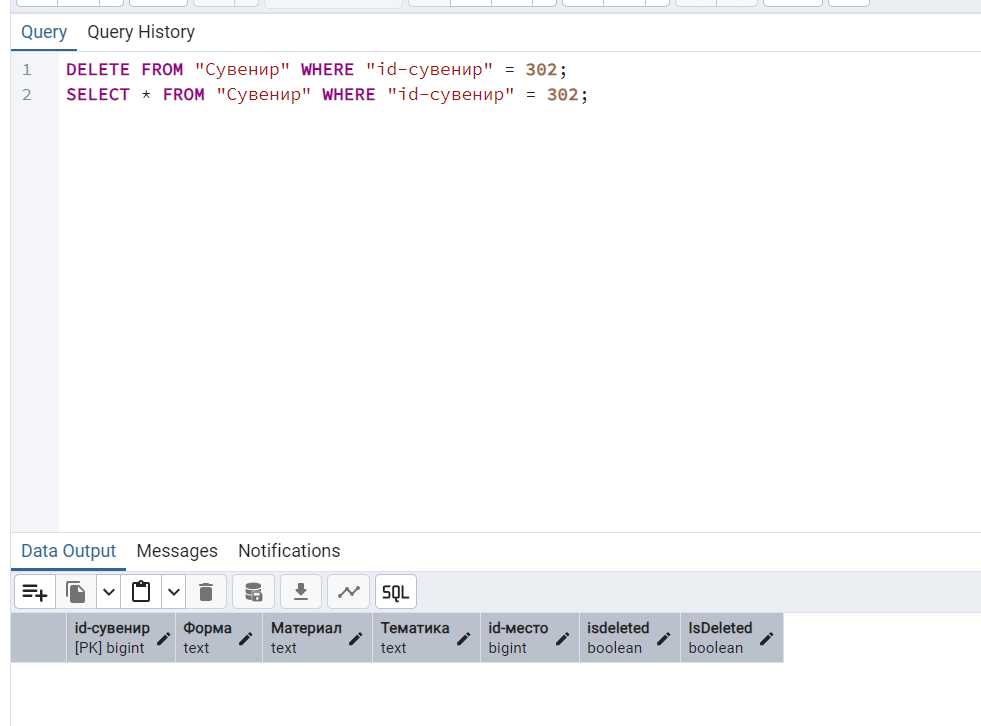 Query Query History
1 DELETE FROM "Сувенир" WHERE "id-сувенир" = 302;
2 SELECT * FROM "Сувенир" WHERE "id-сувенир" = 302;
Data Output Messages Notifications
SQL
id-сувенир Форма Материал Тематика id-место isdeleted IsDeleted
[PK] bigint text text text bigint boolean boolean